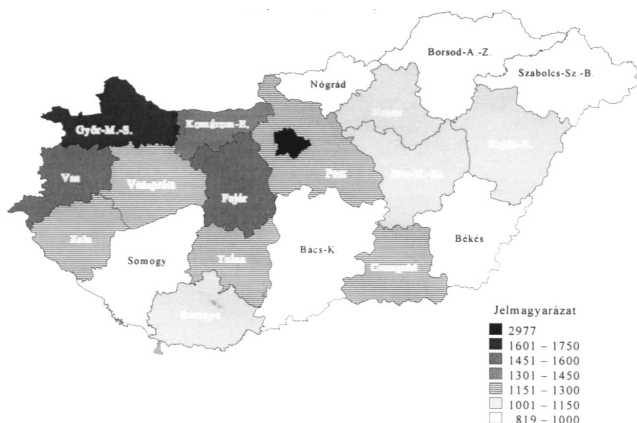 Borsod-A.-Z.
Nógrád
Szabolcs-Sz.-B.
Győr-M.-S.
Komárom-E.
Heves
Hajdú-B.
Vas
Veszprém
Fejér
Pest
Zala
Somogy
Tolna
Bács-K.
Csongrád
Békés
Baranya
Jelmagyarázat
2977
1601 – 1750
1451 – 1600
1301 – 1450
1151 – 1300
1001 – 1150
819 – 1000